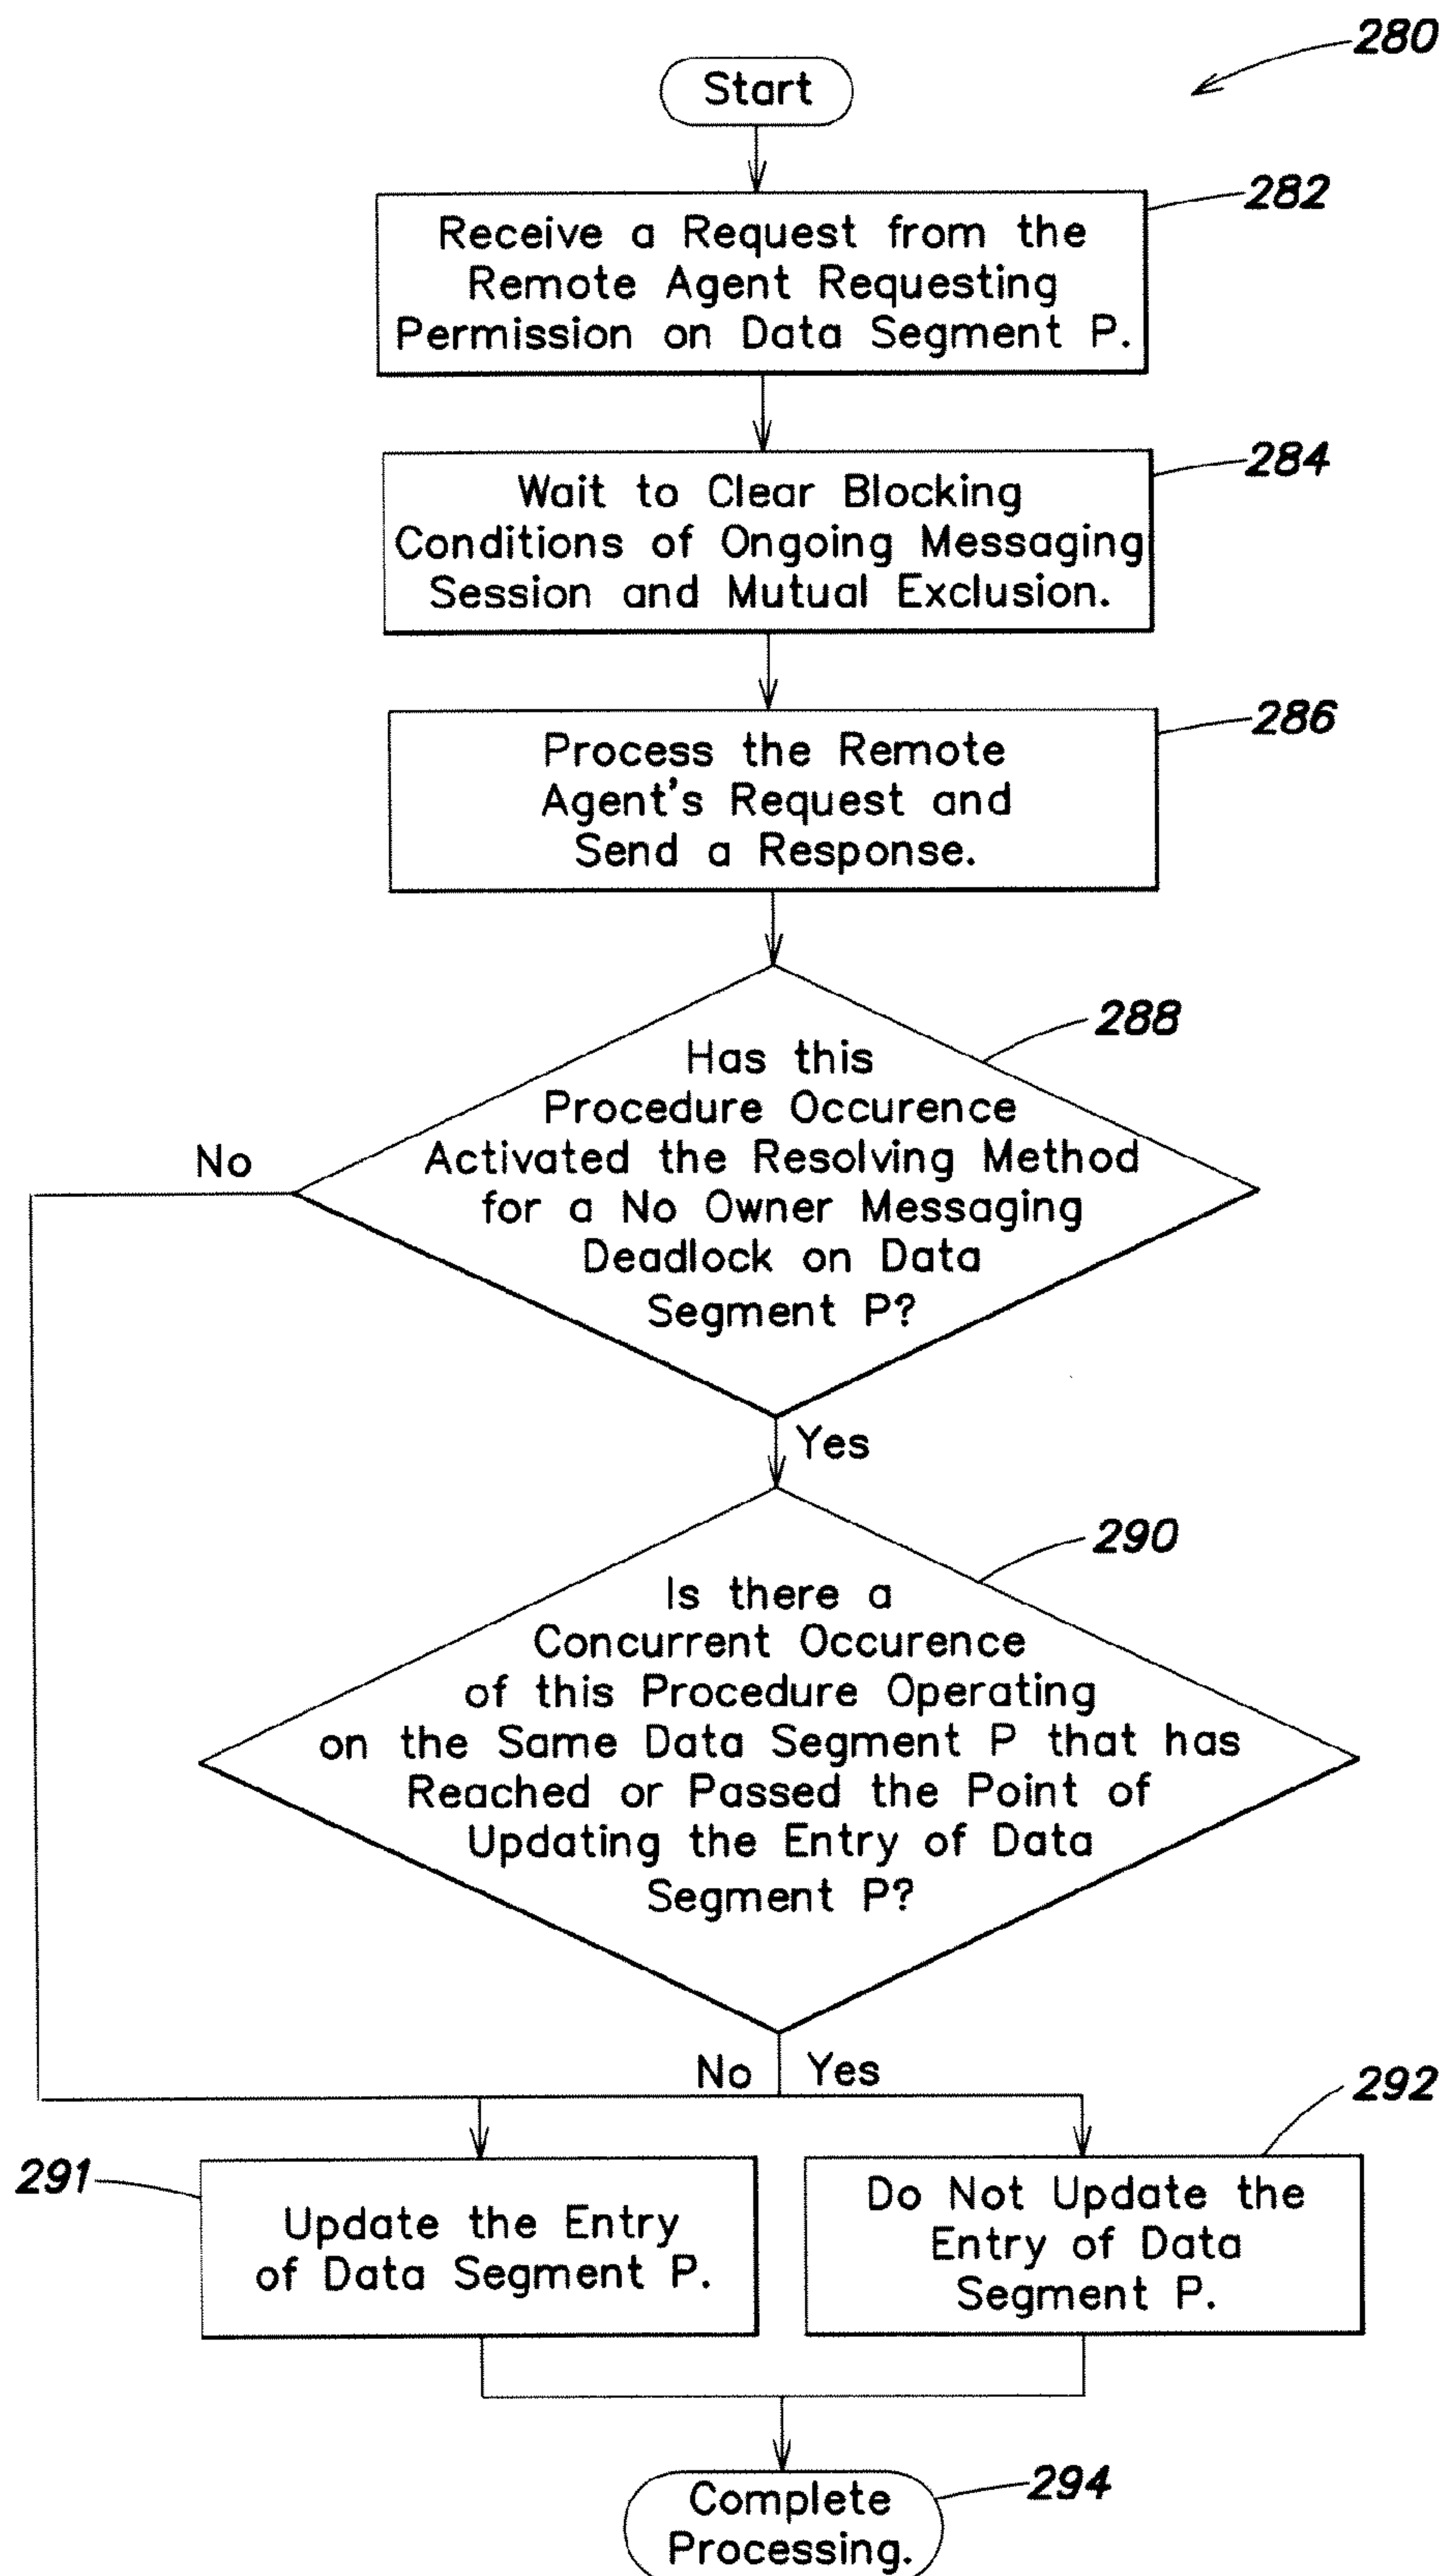 280
Start
282
Receive a Request from the
Remote Agent Requesting
Permission on Data Segment P.
284
Wait to Clear Blocking
Conditions of Ongoing Messaging
Session and Mutual Exclusion.
286
Process the Remote
Agent's Request and
Send a Response.
288
Has this
Procedure Occurence
Activated the Resolving Method
for a No Owner Messaging
Deadlock on Data
Segment P?
No
Yes
290
Is there a
Concurrent Occurence
of this Procedure Operating
on the Same Data Segment P that has
Reached or Passed the Point of
Updating the Entry of Data
Segment P?
No
Yes
291
Update the Entry
of Data Segment P.
292
Do Not Update the
Entry of Data
Segment P.
294
Complete
Processing.